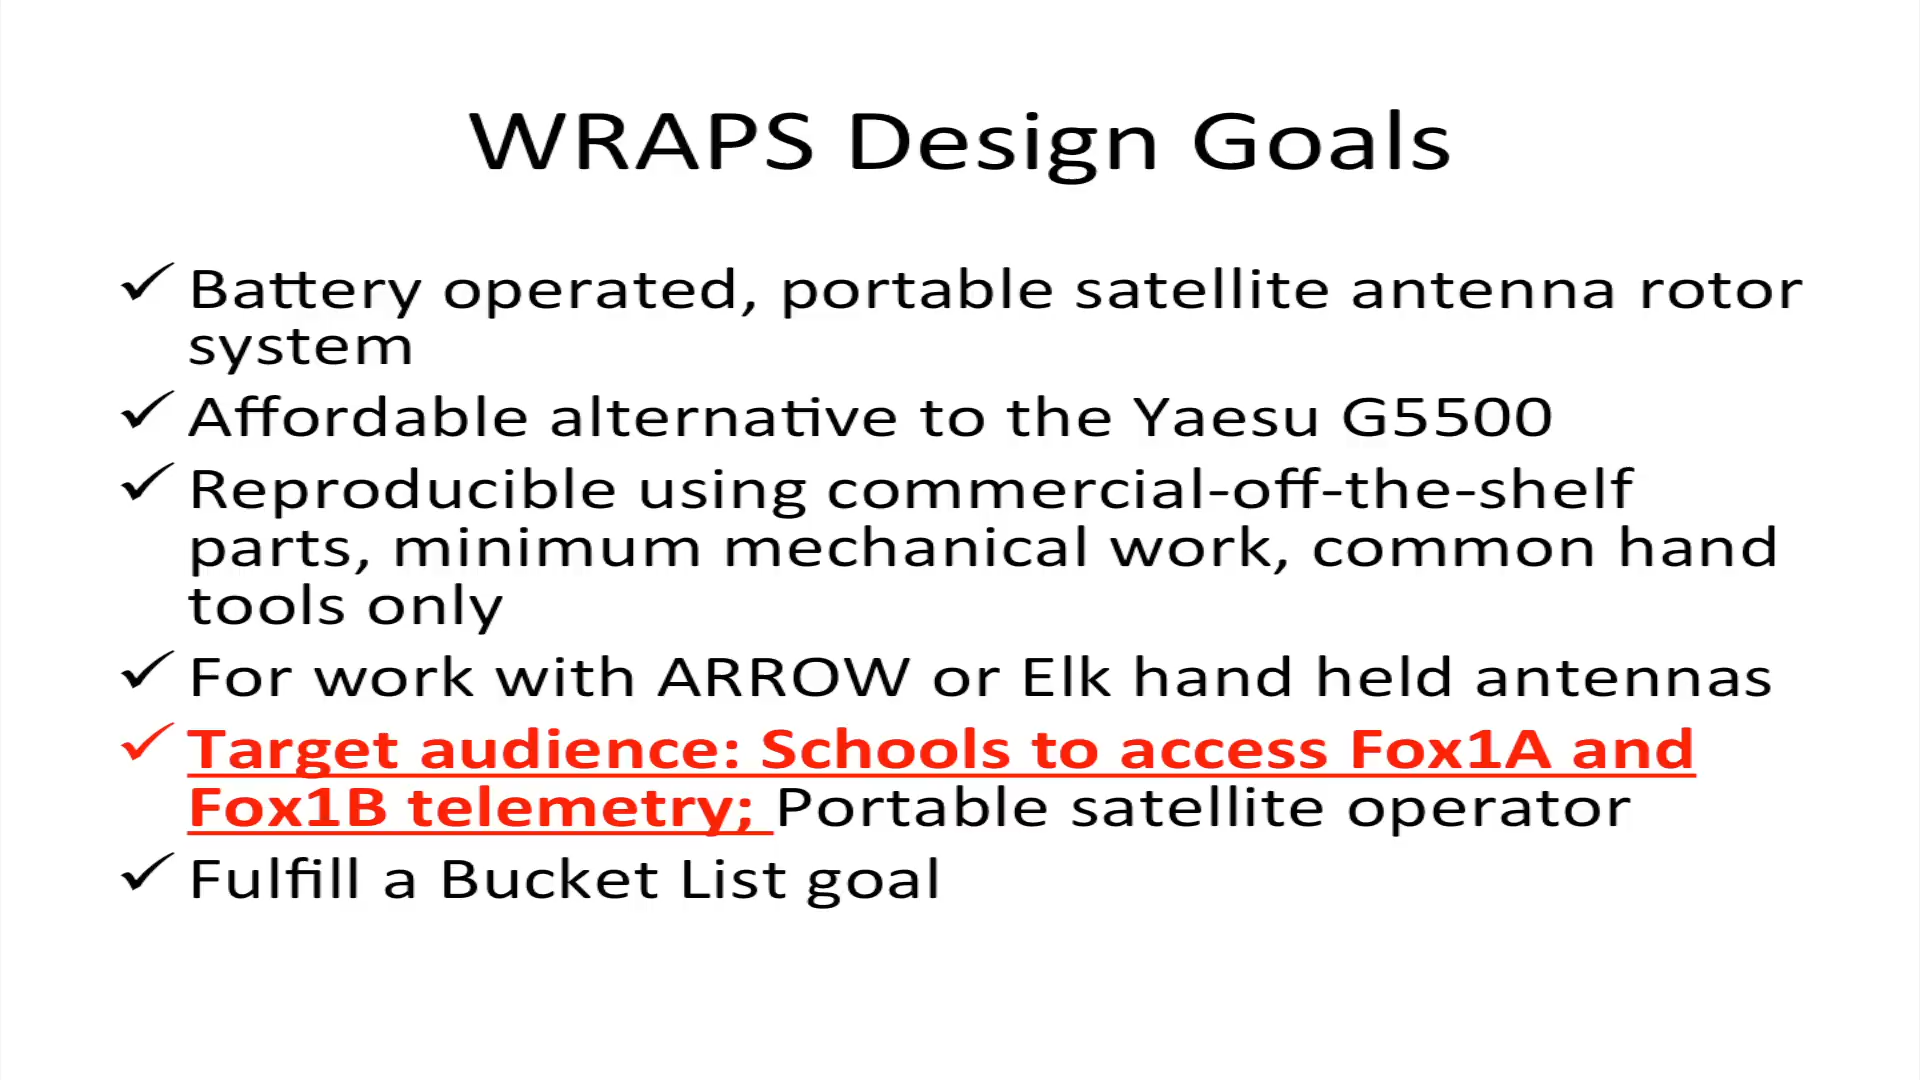 WRAPS Design Goals
✓ Battery operated, portable satellite antenna rotor
system
✓ Affordable alternative to the Yaesu G5500
✓ Reproducible using commercial-off-the-shelf
parts, minimum mechanical work, common hand
tools only
✓ For work with ARROW or Elk hand held antennas
✓ Target audience: Schools to access Fox1A and
Fox1B telemetry; Portable satellite operator
✓ Fulfill a Bucket List goal